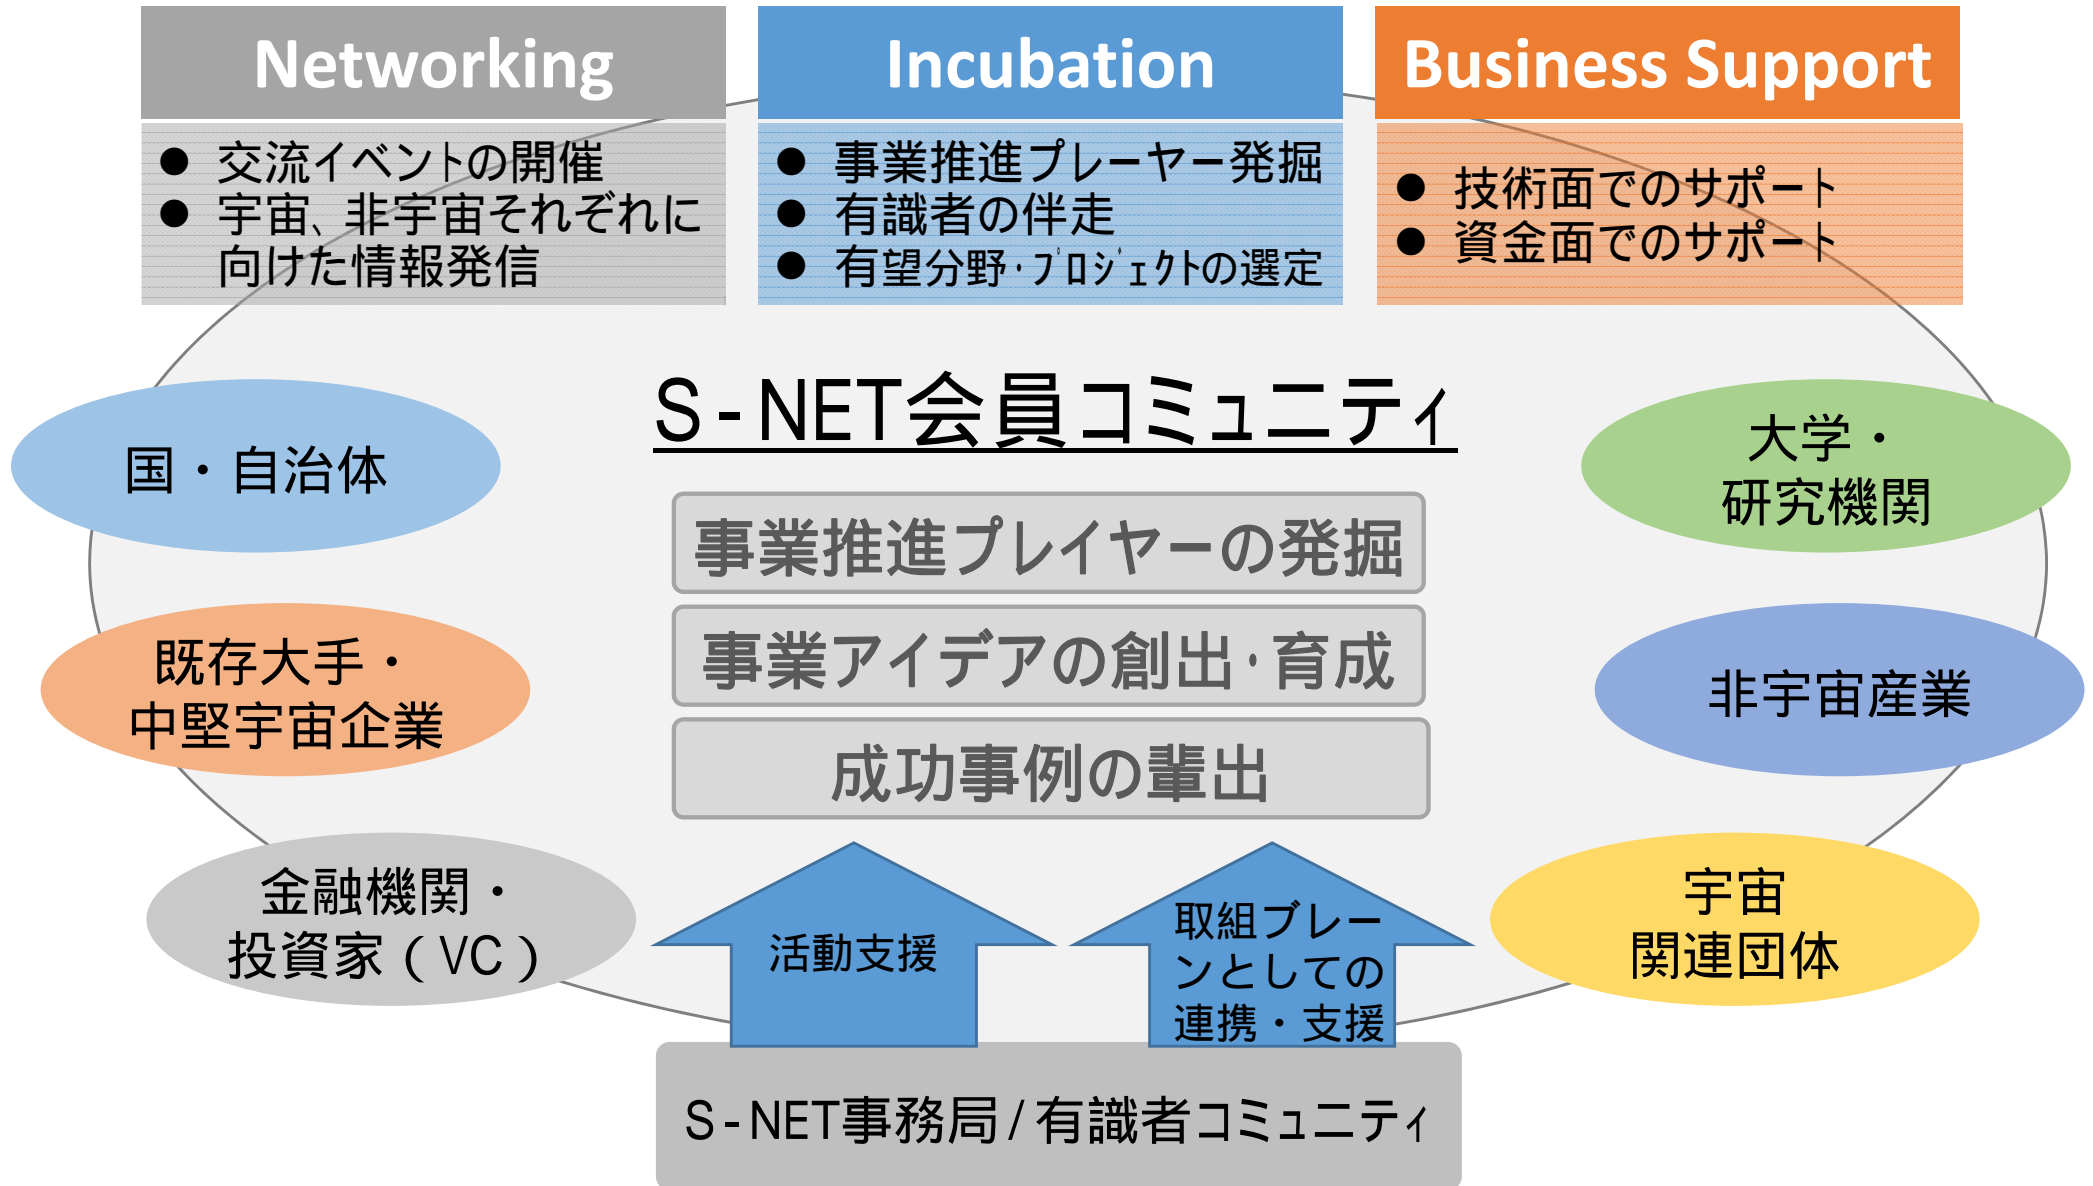 Networking
● 交流イベントの開催
● 宇宙、非宇宙それぞれに
向けた情報発信
Incubation
● 事業推進プレーヤー発掘
● 有識者の伴走
● 有望分野・ﾌﾟﾛｼﾞｪｸﾄの選定
Business Support
● 技術面でのサポート
● 資金面でのサポート
S-NET会員コミュニティ
国・自治体
既存大手・
中堅宇宙企業
金融機関・
投資家(VC)
事業推進プレイヤーの発掘
事業アイデアの創出・育成
成功事例の輩出
大学・
研究機関
非宇宙産業
宇宙
関連団体
活動支援
取組ブレー
ンとしての
連携・支援
S-NET事務局/有識者コミュニティ